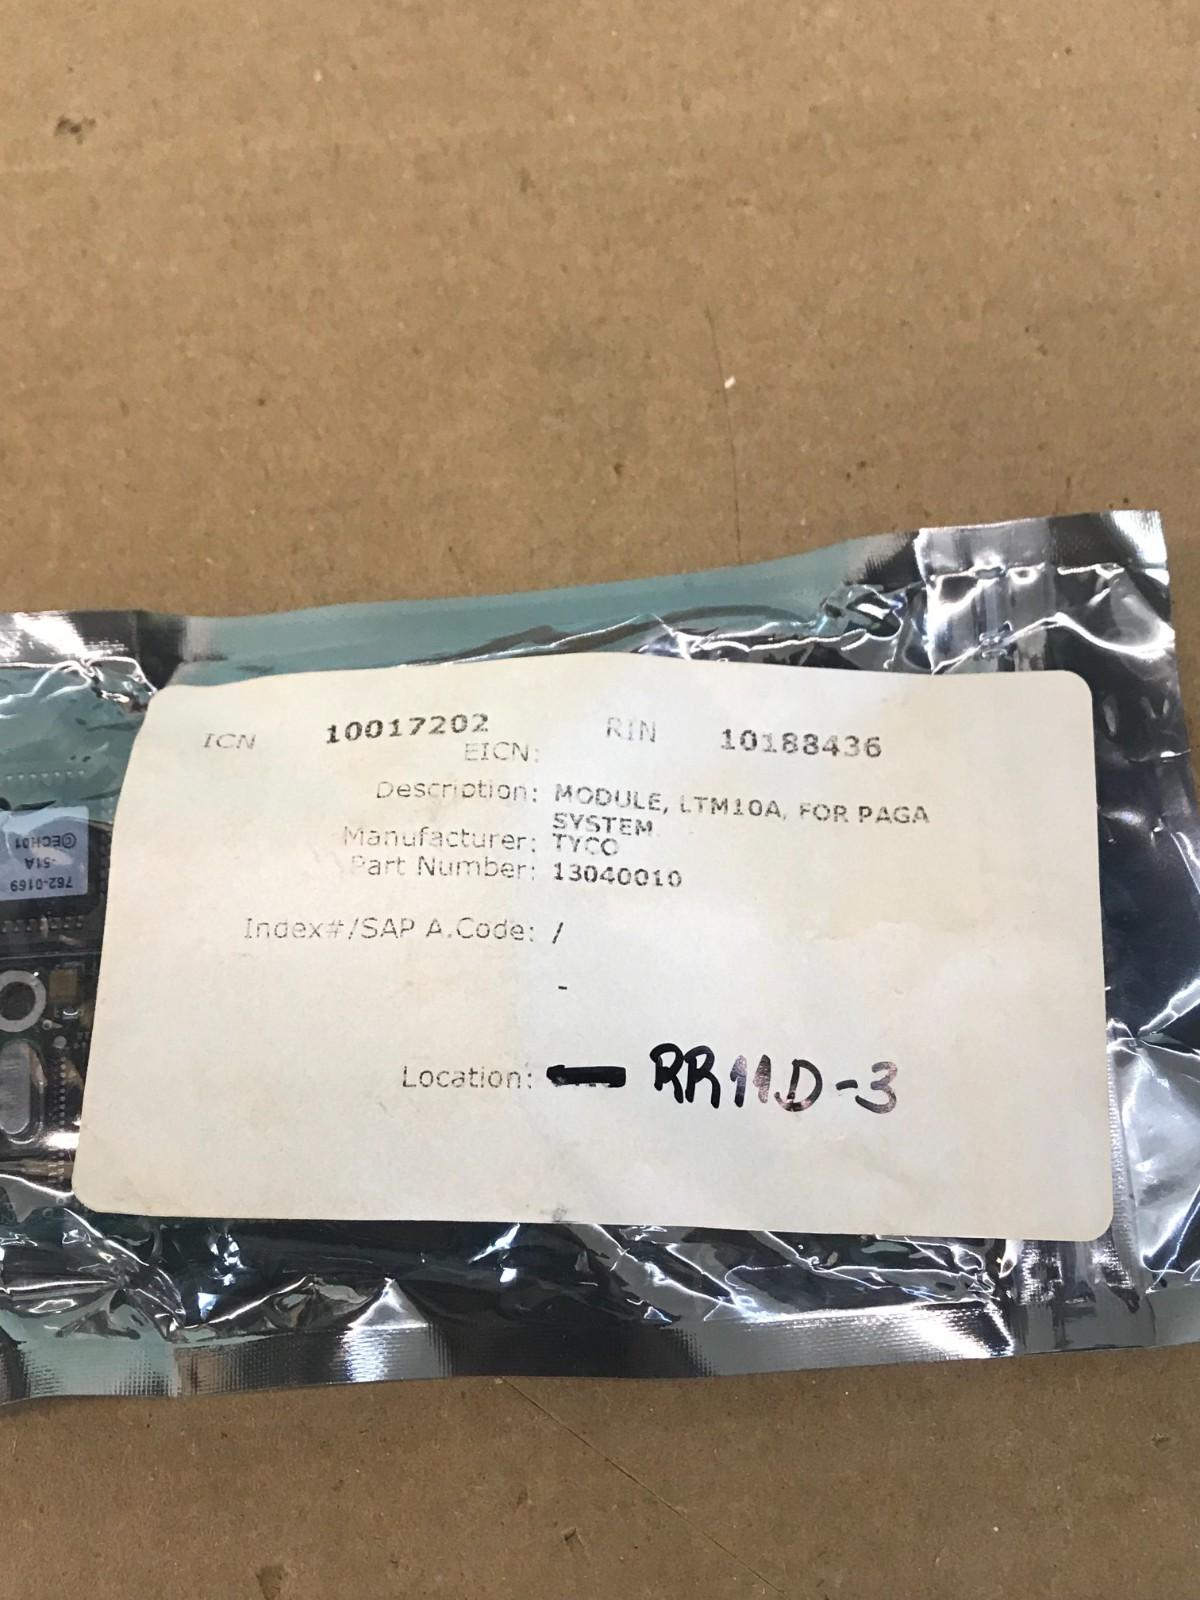 ICN 10017202 RIN 10188436
EICN:
Description: MODULE, LTM10A, FOR PAGA
SYSTEM.
Manufacturer: TYCO
Part Number: 13040010
Index#/SAP A.Code: /
-
Location: RR11D-3
©ECH01
-51A
762-0169